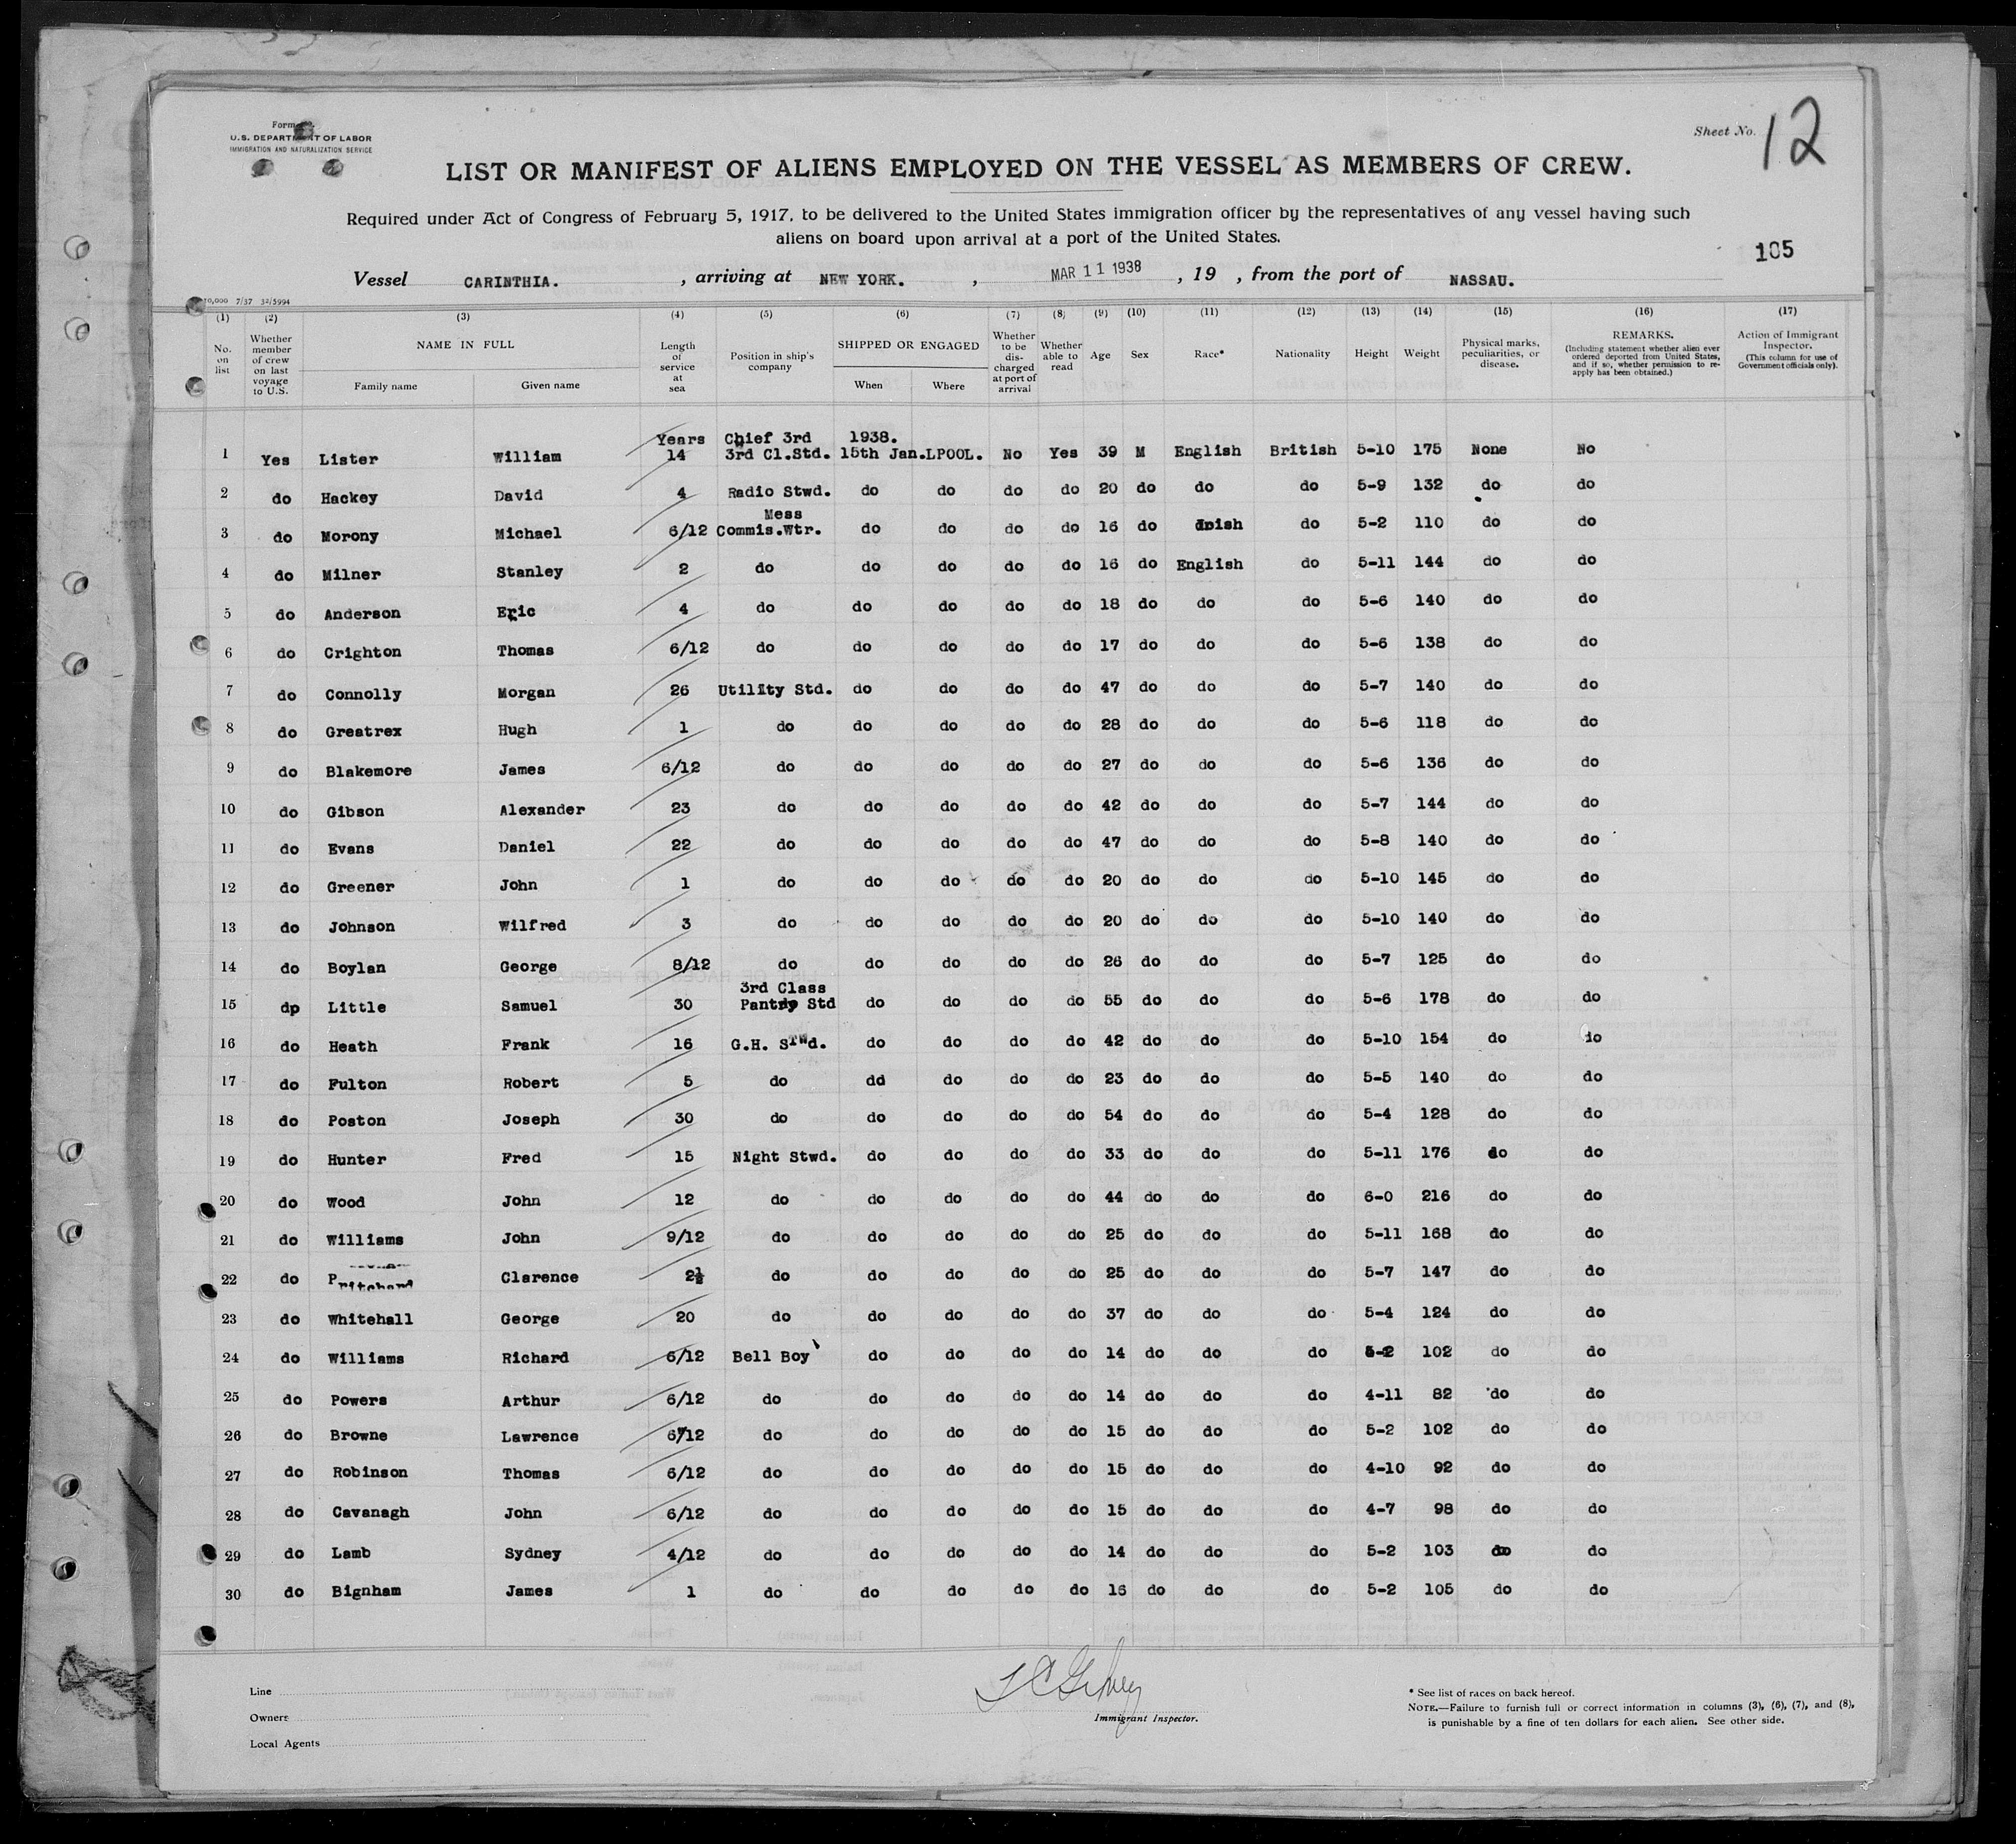 Form
U.S. DEPARTMENT OF LABOR
IMMIGRATION AND NATURALIZATION SERVICE
Sheet No. 12
LIST OR MANIFEST OF ALIENS EMPLOYED ON THE VESSEL AS MEMBERS OF CREW.
Required under Act of Congress of February 5, 1917, to be delivered to the United States immigration officer by the representatives of any vessel having such
aliens on board upon arrival at a port of the United States.
105
Vessel CARINTHIA. , arriving at NEW YORK. , MAR 11 1938 , 19 , from the port of NASSAU.
10,000 7/37 32/5994
(1) (2) (3) (4) (5) (6) (7) (8) (9) (10) (11) (12) (13) (14) (15) (16) (17)
No. on list
Whether member of crew on last voyage to U.S.
NAME IN FULL
Family name
Given name
Length of service at sea
Position in ship's company
SHIPPED OR ENGAGED
When
Where
Whether to be discharged at port of arrival
Whether able to read
Age
Sex
Race*
Nationality
Height
Weight
Physical marks, peculiarities, or disease.
REMARKS.
(Including statement whether alien ever ordered deported from United States, and if so, whether permission to reapply has been obtained.)
Action of Immigrant Inspector.
(This column for use of Government officials only).
Years Chief 3rd 1938.
1 Yes Lister William 14 3rd Cl.Std. 15th Jan. LPOOL. No Yes 39 M English British 5-10 175 None No
2 do Hackey David 4 Radio Stwd. do do do do 20 do do do 5-9 132 do do
Mess
3 do Morony Michael 6/12 Commis.Wtr. do do do do 16 do Irish do 5-2 110 do do
4 do Milner Stanley 2 do do do do do 16 do English do 5-11 144 do do
5 do Anderson Eric 4 do do do do do 18 do do do 5-6 140 do do
6 do Crighton Thomas 6/12 do do do do do 17 do do do 5-6 138 do do
7 do Connolly Morgan 26 Utility Std. do do do do 47 do do do 5-7 140 do do
8 do Greatrex Hugh 1 do do do do do 28 do do do 5-6 118 do do
9 do Blakemore James 6/12 do do do do do 27 do do do 5-6 136 do do
10 do Gibson Alexander 23 do do do do do 42 do do do 5-7 144 do do
11 do Evans Daniel 22 do do do do do 47 do do do 5-8 140 do do
12 do Greener John 1 do do do do do 20 do do do 5-10 145 do do
13 do Johnson Wilfred 3 do do do do do 20 do do do 5-10 140 do do
14 do Boylan George 8/12 do do do do do 26 do do do 5-7 125 do do
3rd Class
15 dp Little Samuel 30 Pantry Std do do do do 55 do do do 5-6 178 do do
16 do Heath Frank 16 G.H. STWd. do do do do 42 do do do 5-10 154 do do
17 do Fulton Robert 5 do dd do do do 23 do do do 5-5 140 do do
18 do Poston Joseph 30 do do do do do 54 do do do 5-4 128 do do
19 do Hunter Fred 15 Night Stwd. do do do do 33 do do do 5-11 176 do do
20 do Wood John 12 do do do do do 44 do do do 6-0 216 do do
21 do Williams John 9/12 do do do do do 25 do do do 5-11 168 do do
22 do Pritchard Clarence 2½ do do do do do 25 do do do 5-7 147 do do
23 do Whitehall George 20 do do do do do 37 do do do 5-4 124 do do
24 do Williams Richard 6/12 Bell Boy do do do do 14 do do do 5-2 102 do do
25 do Powers Arthur 6/12 do do do do do 14 do do do 4-11 82 do do
26 do Browne Lawrence 6/12 do do do do do 15 do do do 5-2 102 do do
27 do Robinson Thomas 6/12 do do do do do 15 do do do 4-10 92 do do
28 do Cavanagh John 6/12 do do do do do 15 do do do 4-7 98 do do
29 do Lamb Sydney 4/12 do do do do do 14 do do do 5-2 103 do do
30 do Bignham James 1 do do do do do 16 do do do 5-2 105 do do
Line
Owners
Local Agents
Immigrant Inspector.
* See list of races on back hereof.
NOTE.—Failure to furnish full or correct information in columns (3), (6), (7), and (8),
is punishable by a fine of ten dollars for each alien. See other side.